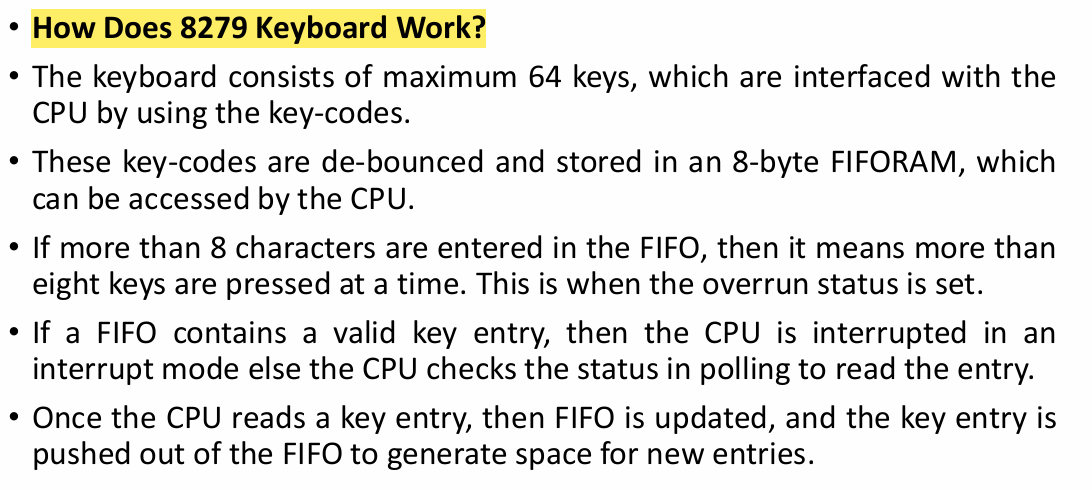 • How Does 8279 Keyboard Work?
• The keyboard consists of maximum 64 keys, which are interfaced with the
CPU by using the key-codes.
• These key-codes are de-bounced and stored in an 8-byte FIFORAM, which
can be accessed by the CPU.
• If more than 8 characters are entered in the FIFO, then it means more than
eight keys are pressed at a time. This is when the overrun status is set.
• If a FIFO contains a valid key entry, then the CPU is interrupted in an
interrupt mode else the CPU checks the status in polling to read the entry.
• Once the CPU reads a key entry, then FIFO is updated, and the key entry is
pushed out of the FIFO to generate space for new entries.